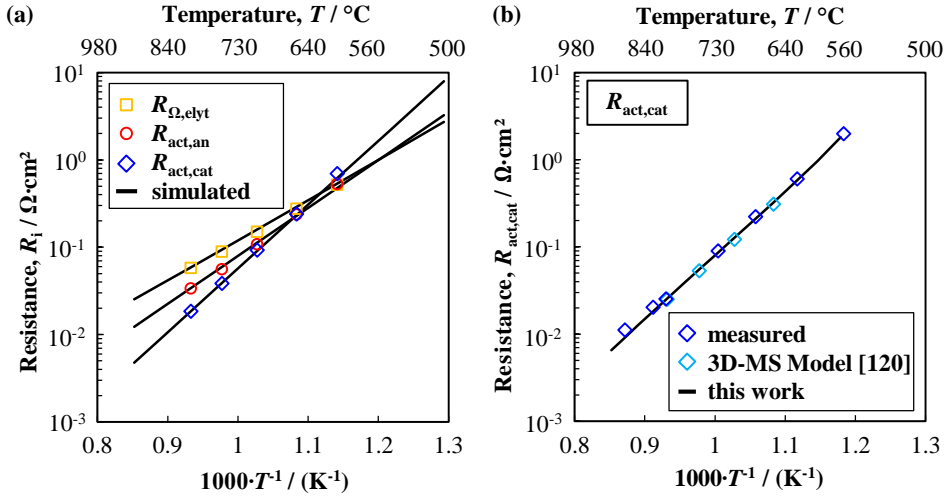 (a)
Temperature, T / °C
980 840 730 640 560 500
10¹
10⁰
10⁻¹
10⁻²
10⁻³
Resistance, Rᵢ / Ω·cm²
R_Ω,elyt
R_act,an
R_act,cat
simulated
0.8 0.9 1 1.1 1.2 1.3
1000·T⁻¹ / (K⁻¹)
(b)
Temperature, T / °C
980 840 730 640 560 500
10¹
10⁰
10⁻¹
10⁻²
10⁻³
Resistance, R_act,cat / Ω·cm²
R_act,cat
measured
3D-MS Model [120]
this work
0.8 0.9 1 1.1 1.2 1.3
1000·T⁻¹ / (K⁻¹)